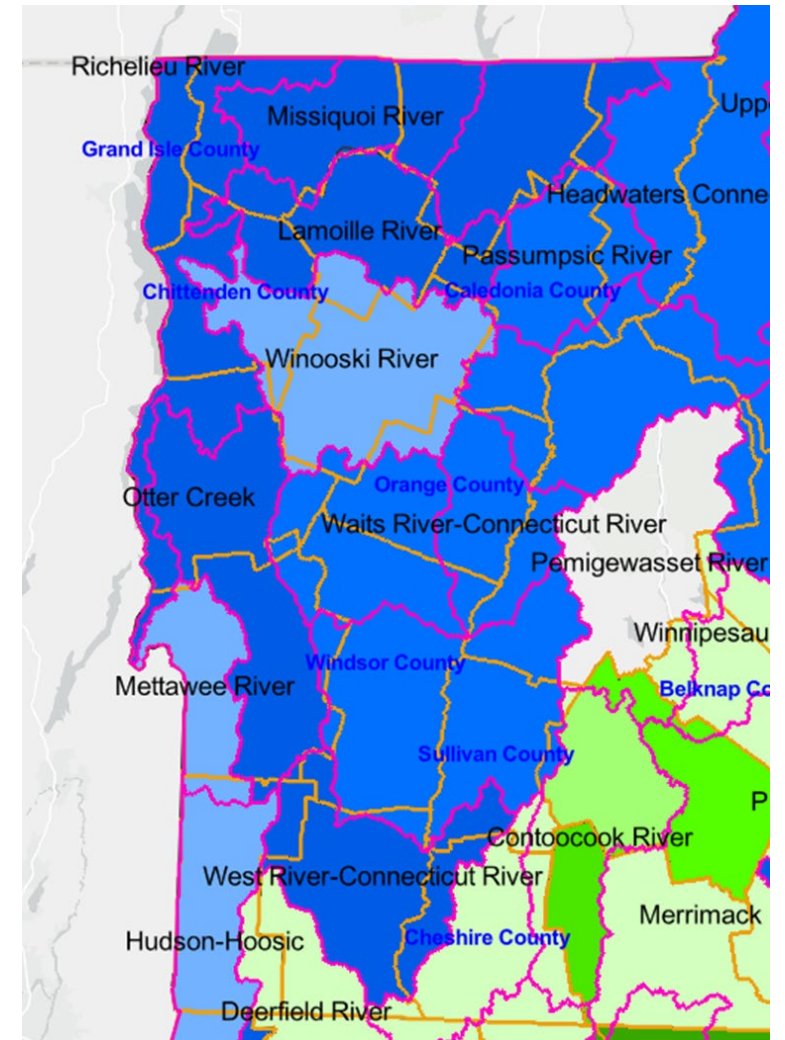 Richelieu River
Upp
Missiquoi River
Grand Isle County
Headwaters Conne
Lamoille River
Passumpsic River
Chittenden County
Caledonia County
Winooski River
Orange County
Otter Creek
Waits River-Connecticut River
Pemigewasset River
Winnipesau
Windsor County
Mettawee River
Belknap Co
Sullivan County
P
Contoocook River
West River-Connecticut River
Merrimack
Cheshire County
Hudson-Hoosic
Deerfield River